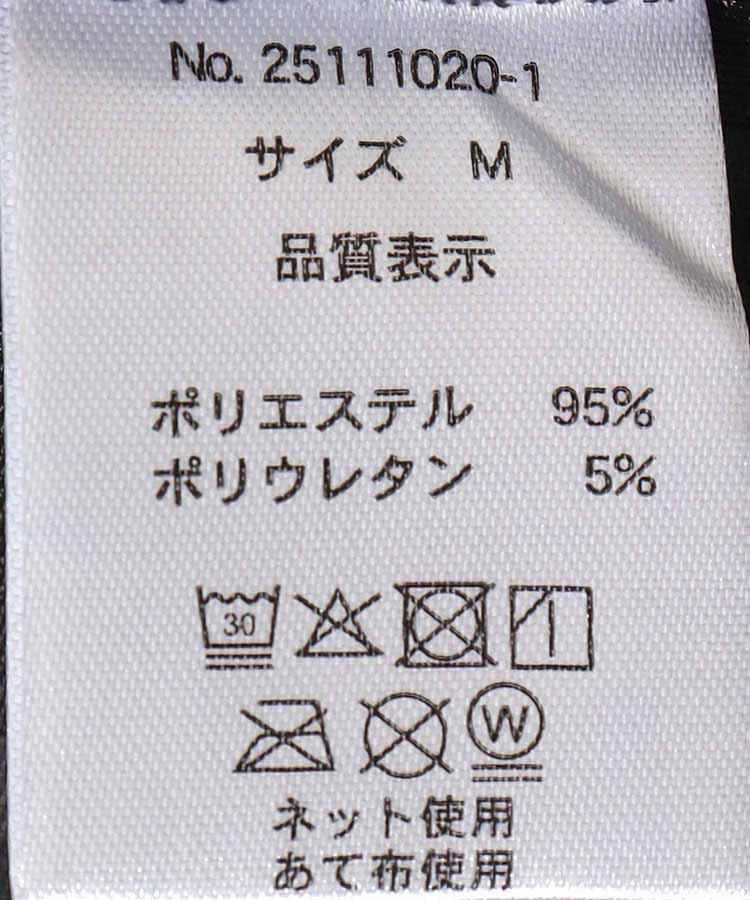 No. 25111020-1
サイズ M
品質表示
ポリエステル 95%
ポリウレタン 5%
30
W
ネット使用
あて布使用